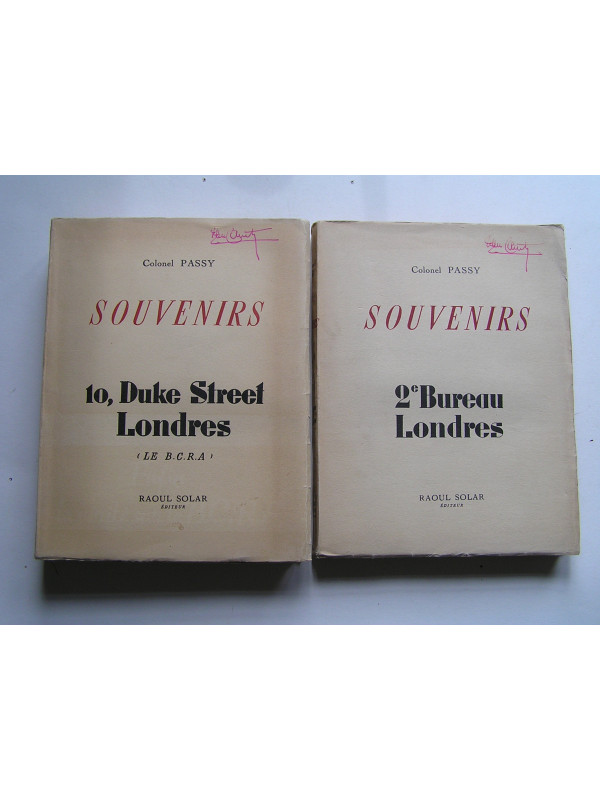 Colonel PASSY
SOUVENIRS
10, Duke Street
Londres
(LE B.C.R.A)
RAOUL SOLAR
ÉDITEUR
Colonel PASSY
SOUVENIRS
2e Bureau
Londres
RAOUL SOLAR
ÉDITEUR